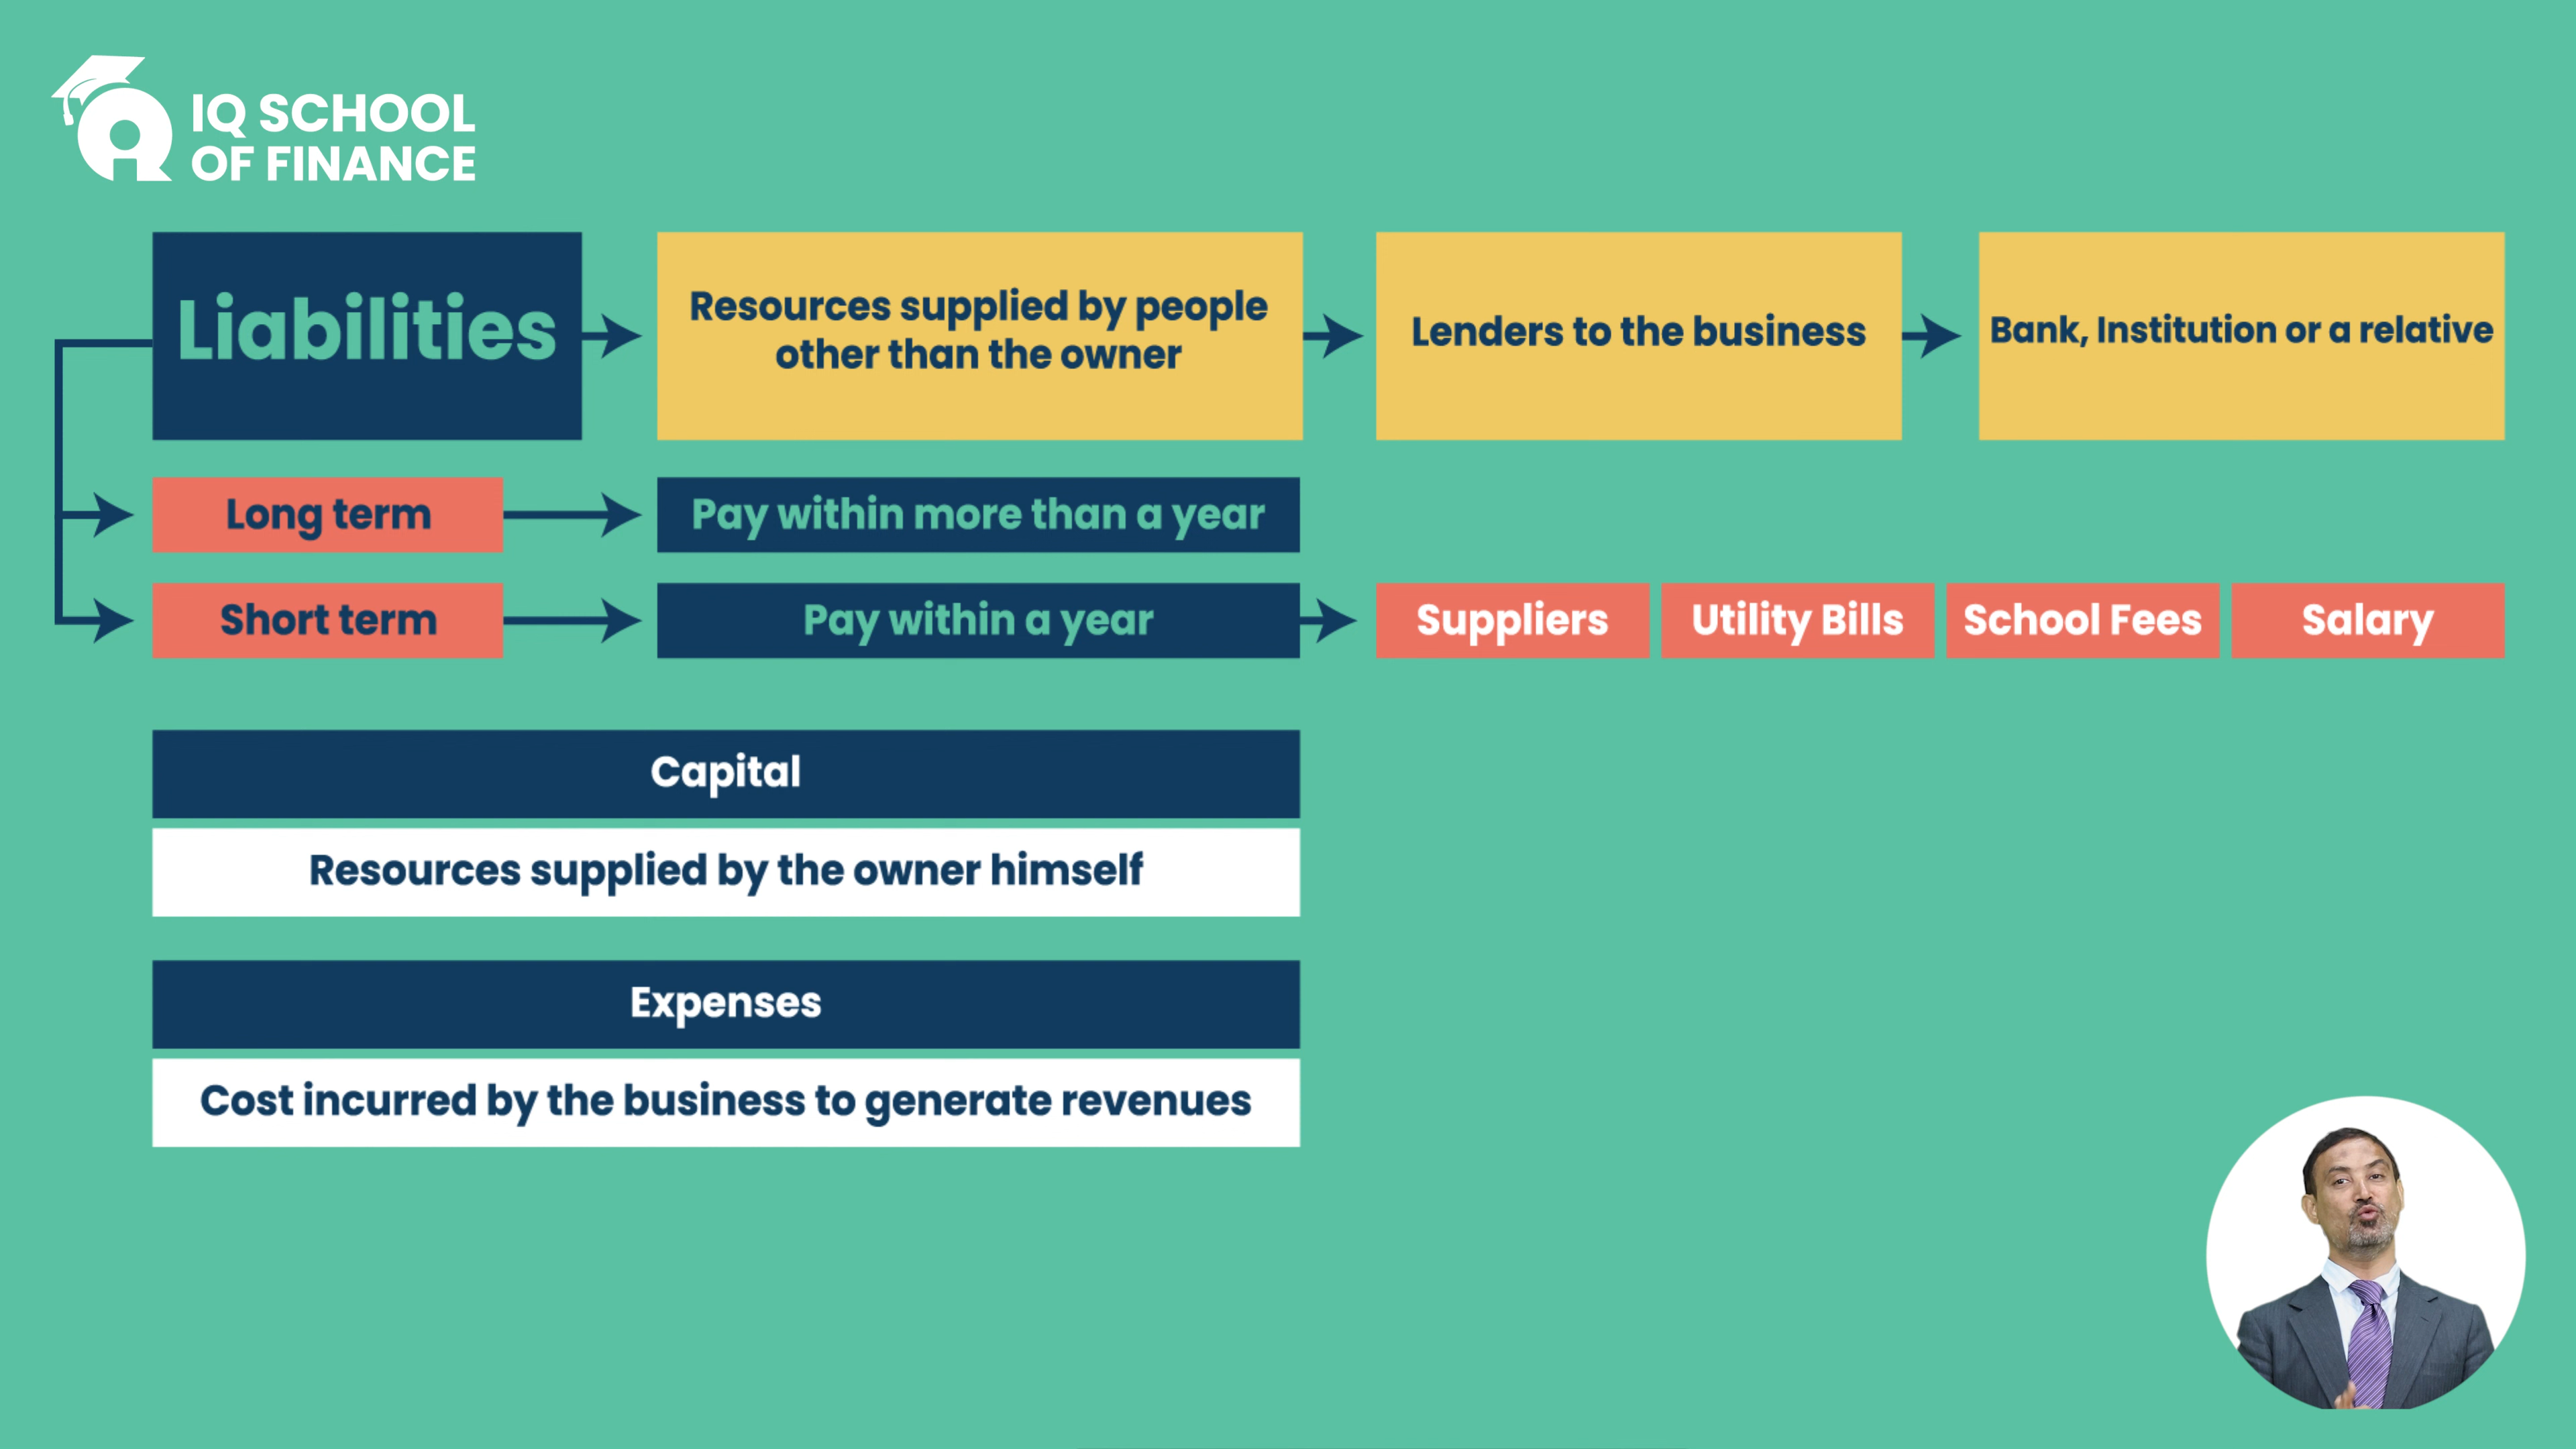 IQ SCHOOL
OF FINANCE
Liabilities
Resources supplied by people
other than the owner
Lenders to the business
Bank, Institution or a relative
Long term
Pay within more than a year
Short term
Pay within a year
Suppliers
Utility Bills
School Fees
Salary
Capital
Resources supplied by the owner himself
Expenses
Cost incurred by the business to generate revenues